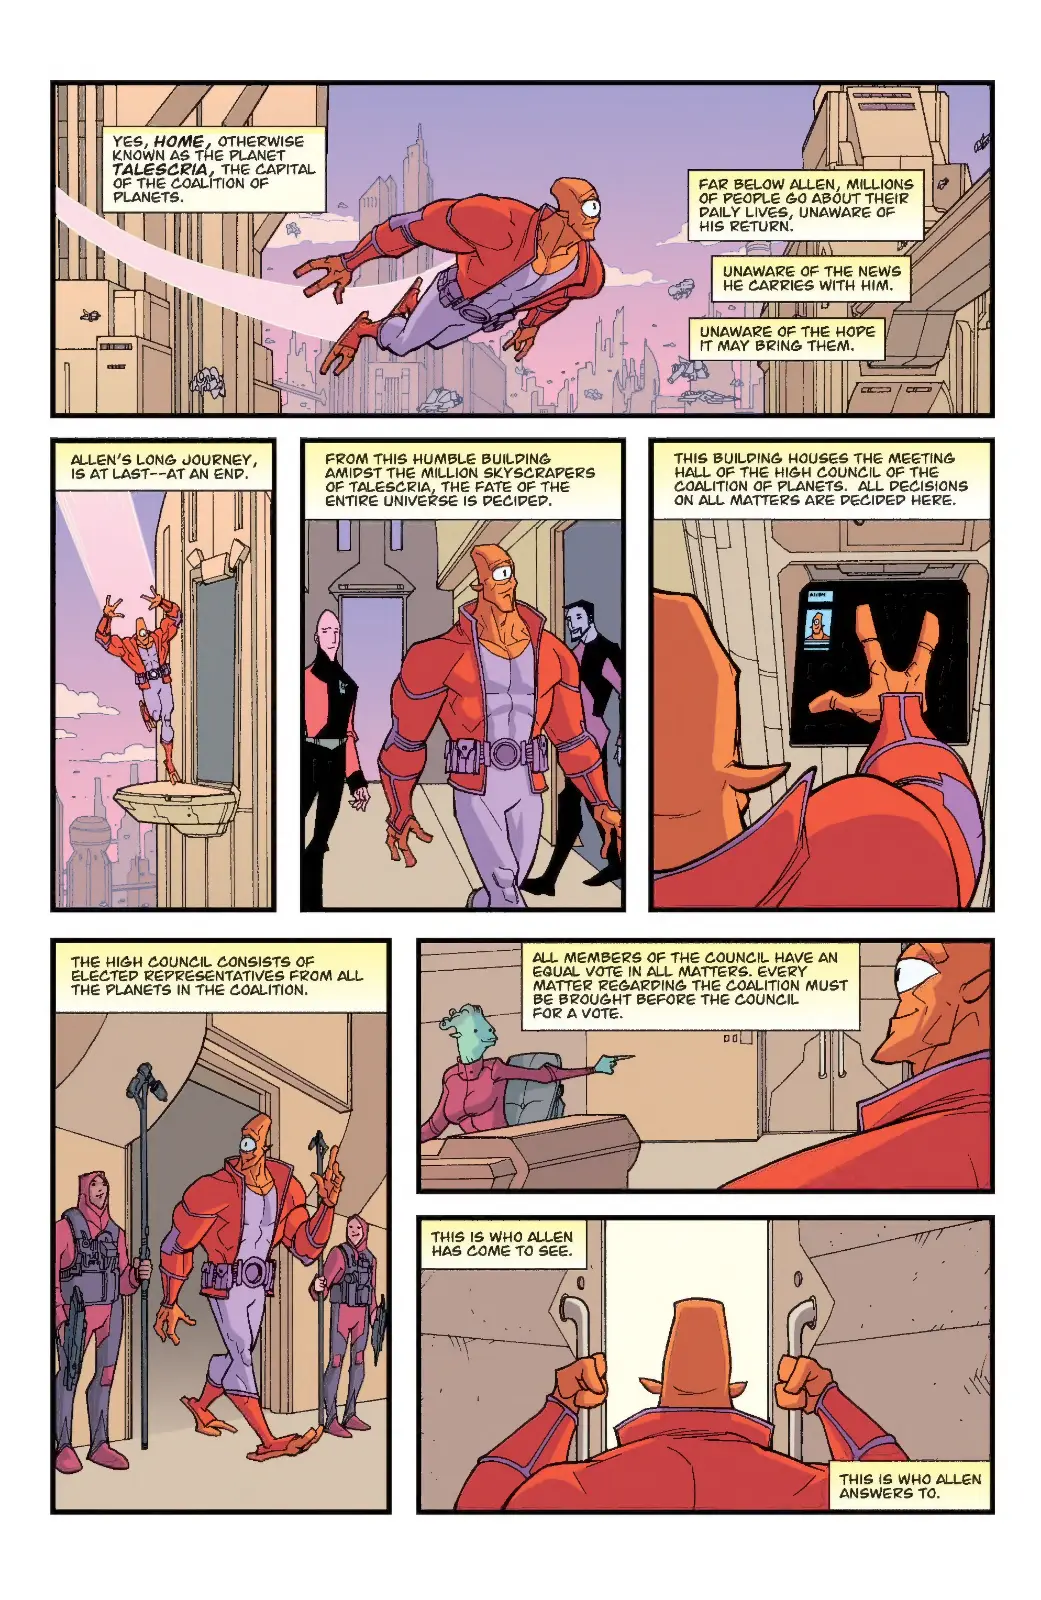 YES, HOME, OTHERWISE
KNOWN AS THE PLANET
TALESCRIA, THE CAPITAL
OF THE COALITION OF
PLANETS.
FAR BELOW ALLEN, MILLIONS
OF PEOPLE GO ABOUT THEIR
DAILY LIVES, UNAWARE OF
HIS RETURN.
UNAWARE OF THE NEWS
HE CARRIES WITH HIM.
UNAWARE OF THE HOPE
IT MAY BRING THEM.
ALLEN'S LONG JOURNEY,
IS AT LAST--AT AN END.
FROM THIS HUMBLE BUILDING
AMIDST THE MILLION SKYSCRAPERS
OF TALESCRIA, THE FATE OF THE
ENTIRE UNIVERSE IS DECIDED.
THIS BUILDING HOUSES THE MEETING
HALL OF THE HIGH COUNCIL OF THE
COALITION OF PLANETS. ALL DECISIONS
ON ALL MATTERS ARE DECIDED HERE.
THE HIGH COUNCIL CONSISTS OF
ELECTED REPRESENTATIVES FROM ALL
THE PLANETS IN THE COALITION.
ALL MEMBERS OF THE COUNCIL HAVE AN
EQUAL VOTE IN ALL MATTERS. EVERY
MATTER REGARDING THE COALITION MUST
BE BROUGHT BEFORE THE COUNCIL
FOR A VOTE.
THIS IS WHO ALLEN
HAS COME TO SEE.
THIS IS WHO ALLEN
ANSWERS TO.